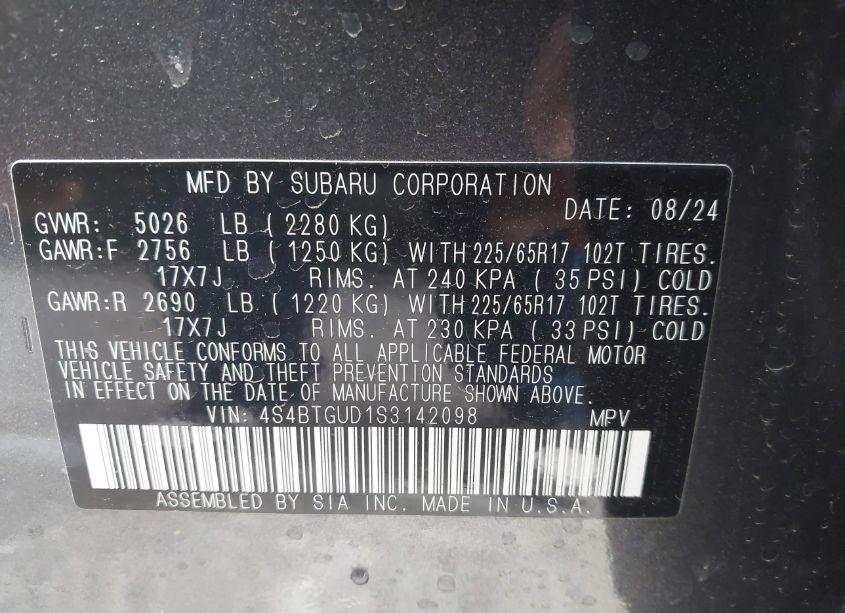 MFD BY SUBARU CORPORATION
DATE: 08/24
GVWR: 5026 LB ( 2280 KG)
GAWR:F 2756 LB ( 1250 KG) WITH 225/65R17 102T TIRES.
17X7J RIMS. AT 240 KPA ( 35 PSI) COLD
GAWR:R 2690 LB ( 1220 KG) WITH 225/65R17 102T TIRES.
17X7J RIMS. AT 230 KPA ( 33 PSI) COLD
THIS VEHICLE CONFORMS TO ALL APPLICABLE FEDERAL MOTOR
VEHICLE SAFETY AND THEFT PREVENTION STANDARDS
IN EFFECT ON THE DATE OF MANUFACTURE SHOWN ABOVE.
VIN: 4S4BTGUD1S3142098 MPV
ASSEMBLED BY SIA INC. MADE IN U.S.A.